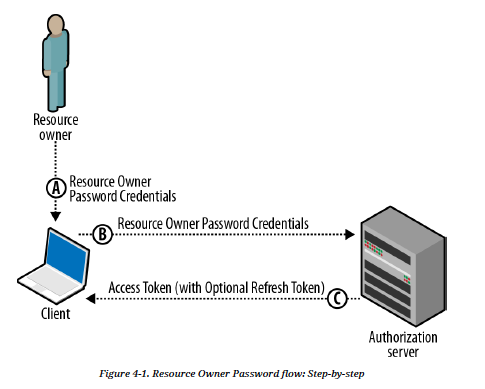 Resource
owner
A
Resource Owner
Password Credentials
B
Resource Owner Password Credentials
Access Token (with Optional Refresh Token)
C
Client
Authorization
server
Figure 4-1. Resource Owner Password flow: Step-by-step